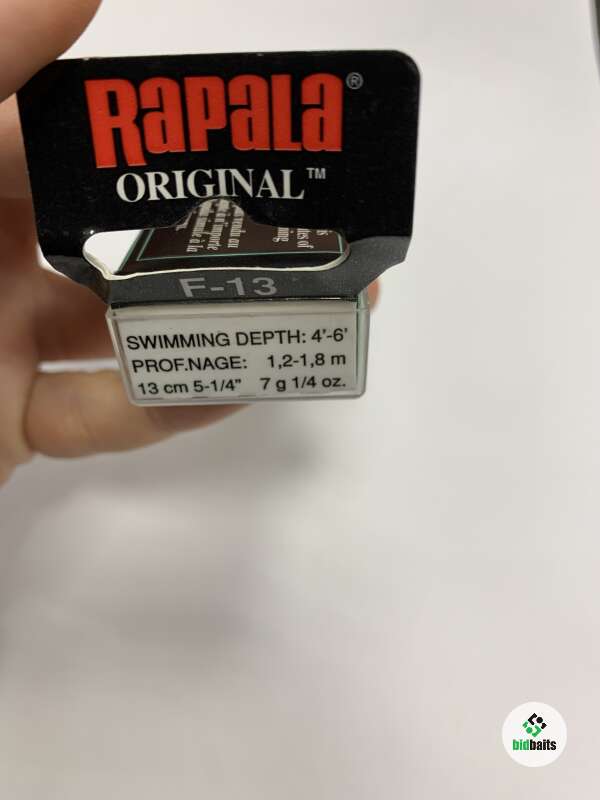 Rapala®
ORIGINAL™
F-13
SWIMMING DEPTH: 4'-6'
PROF.NAGE: 1,2-1,8 m
13 cm 5-1/4" 7 g 1/4 oz.
bidbaits